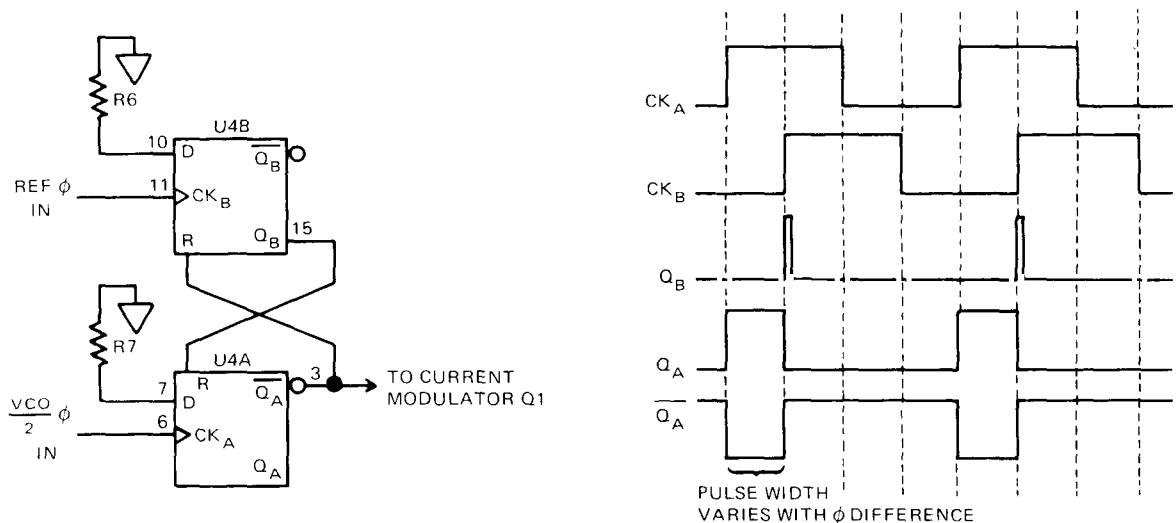 R6
U4B
10
D
Q̅B
REF ϕ
IN
11
CKB
15
R
QB
R7
U4A
R
7
D
3
Q̅A
TO CURRENT
MODULATOR Q1
VCO/2 ϕ
IN
6
CKA
QA
CKA
CKB
QB
QA
Q̅A
PULSE WIDTH
VARIES WITH ϕ DIFFERENCE